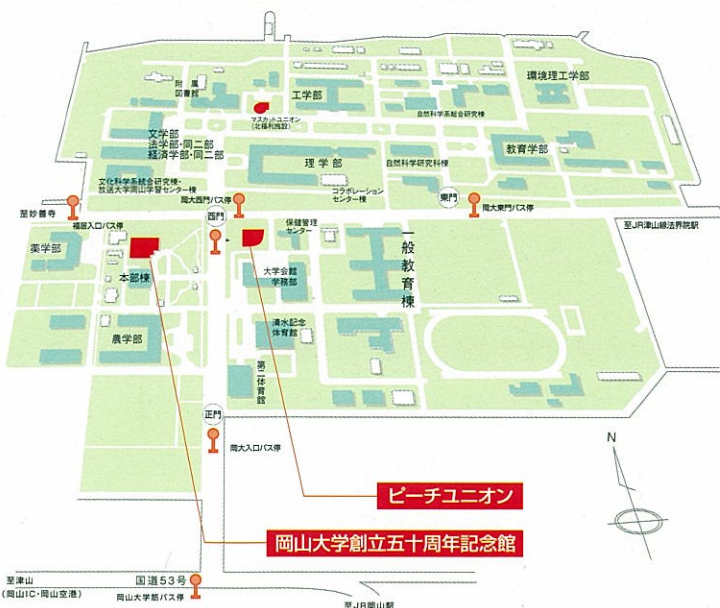 環境理工学部
附属
図書館
工学部
マスカットユニオン
(北福利施設)
自然科学系総合研究棟
文学部
法学部・同二部
経済学部・同二部
理学部
自然科学研究科棟
教育学部
文化科学系総合研究棟・
放送大学岡山学習センター棟
コラボレーション
センター棟
岡大西門バス停
東門
岡大東門バス停
至妙善寺
福居入口バス停
西門
保健管理
センター
至JR津山線法界院駅
薬学部
本部棟
大学会館
学務部
一般教育棟
農学部
清水記念
体育館
第二体育館
正門
岡大入口バス停
N
ピーチユニオン
岡山大学創立五十周年記念館
至津山
(岡山IC・岡山空港)
国道53号
岡山大学筋バス停
至JR岡山駅